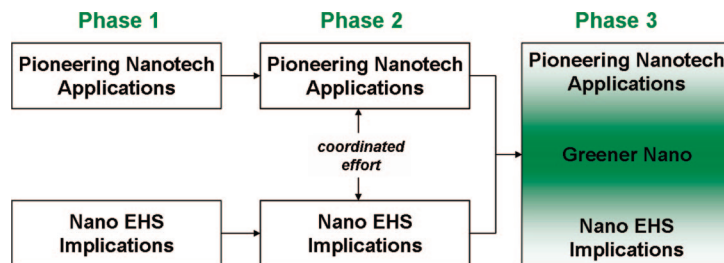 Phase 1
Phase 2
Phase 3
Pioneering Nanotech
Applications
Pioneering Nanotech
Applications
Pioneering Nanotech
Applications
coordinated
effort
Greener Nano
Nano EHS
Implications
Nano EHS
Implications
Nano EHS
Implications